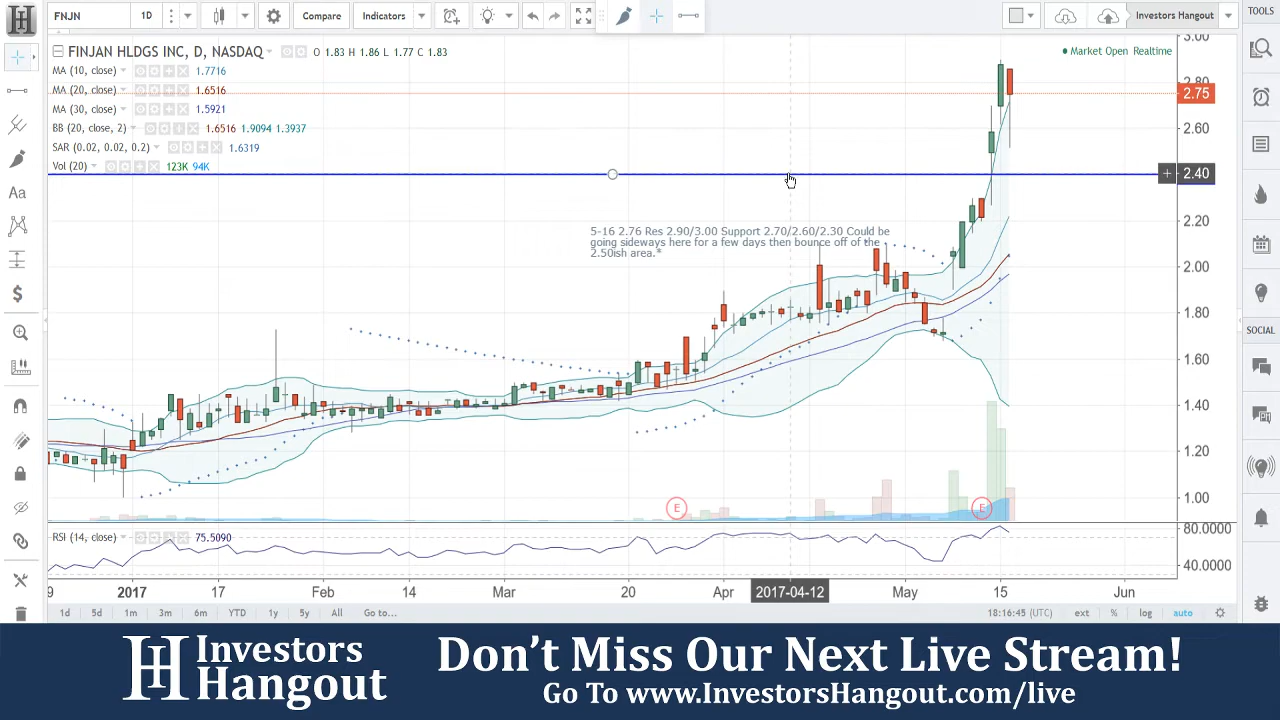 FNJN 1D Compare Indicators Investors Hangout
TOOLS
FINJAN HLDGS INC, D, NASDAQ O 1.83 H 1.86 L 1.77 C 1.83
Market Open Realtime
MA (10, close) 1.7716
MA (20, close) 1.6516
MA (30, close) 1.5921
BB (20, close, 2) 1.6516 1.9094 1.3937
SAR (0.02, 0.02, 0.2) 1.6319
Vol (20) 123K 94K
3.00
2.80
2.75
2.60
2.40
2.20
2.00
1.80
1.60
1.40
1.20
1.00
5-16 2.76 Res 2.90/3.00 Support 2.70/2.60/2.30 Could be
going sideways here for a few days then bounce off of the
2.50ish area.*
SOCIAL
E E
RSI (14, close) 75.5090
80.0000
40.0000
9 2017 17 Feb 14 Mar 20 Apr 2017-04-12 May 15 Jun
1d 5d 1m 3m 6m YTD 1y 5y All Go to... 18:16:45 (UTC) ext % log auto
Aa
$
H
Investors
Hangout
Don't Miss Our Next Live Stream!
Go To www.InvestorsHangout.com/live